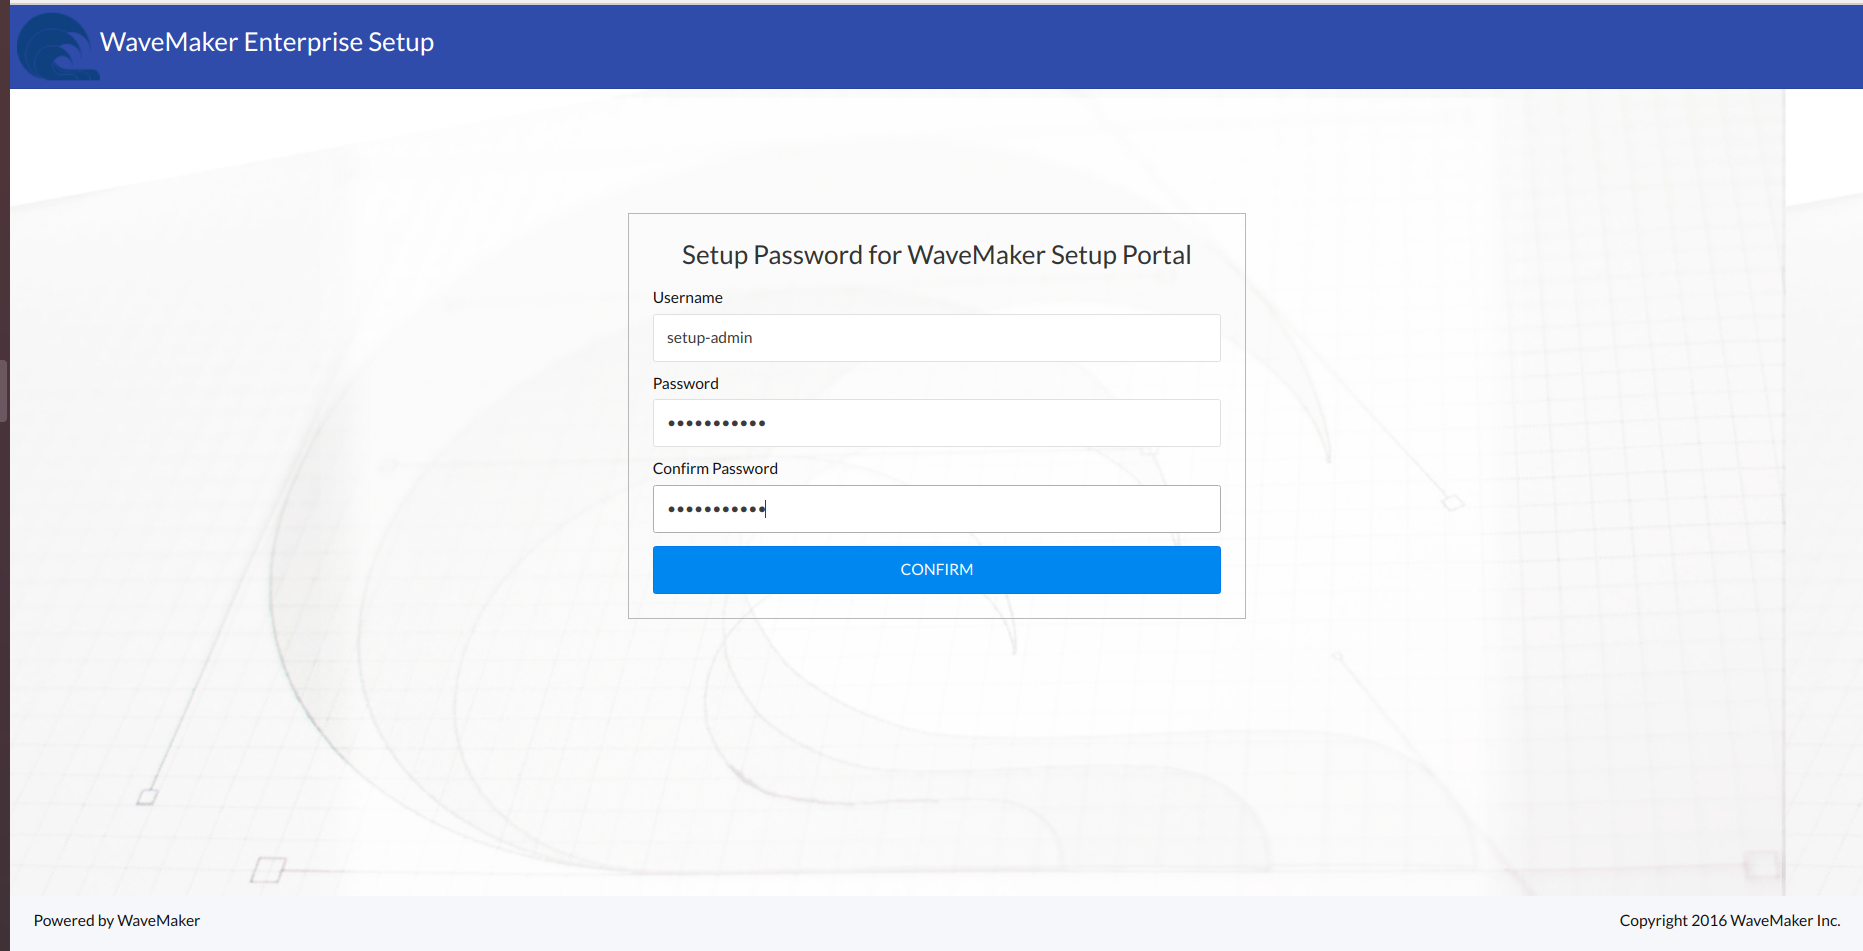 WaveMaker Enterprise Setup
Setup Password for WaveMaker Setup Portal
Username
setup-admin
Password
•••••••••••
Confirm Password
•••••••••••
CONFIRM
Powered by WaveMaker
Copyright 2016 WaveMaker Inc.